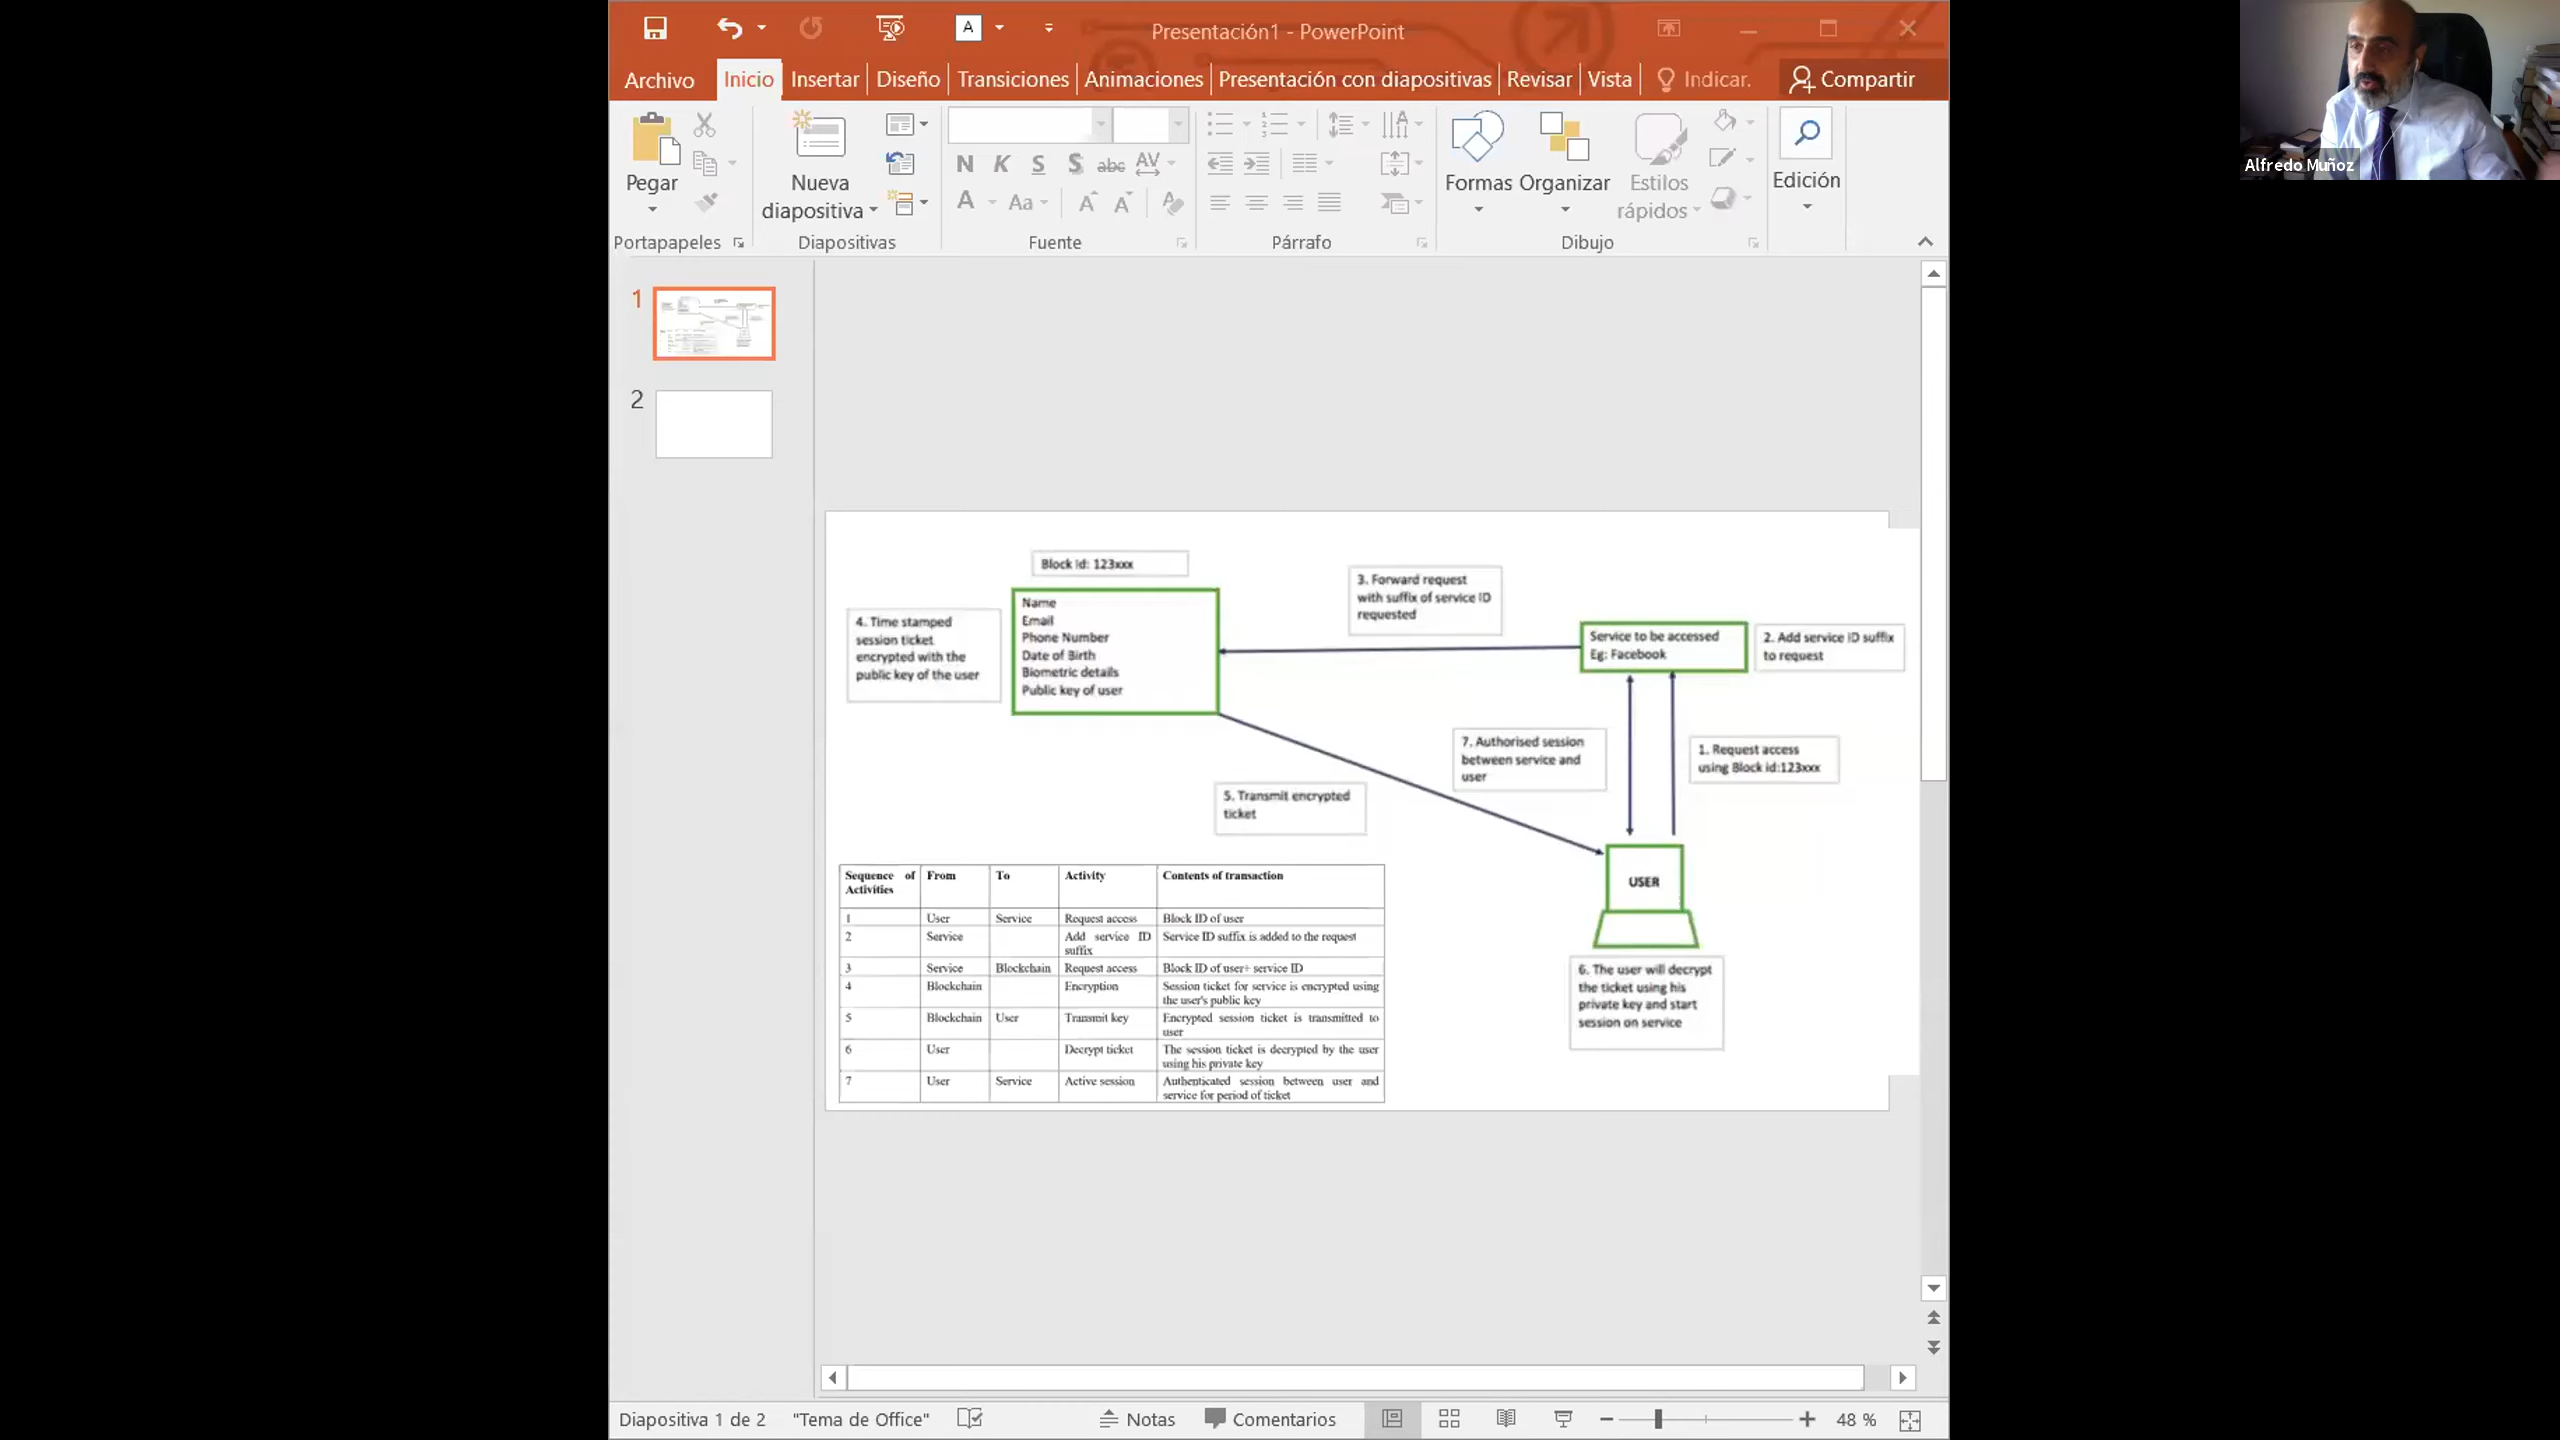 Presentación1 - PowerPoint
Archivo Inicio Insertar Diseño Transiciones Animaciones Presentación con diapositivas Revisar Vista Indicar. Compartir
Pegar
Nueva
diapositiva
N K S S abc AV
A Aa A A
Formas Organizar Estilos
rápidos
Edición
Portapapeles Diapositivas Fuente Párrafo Dibujo
Alfredo Muñoz
1
2
Block id: 123xxx
4. Time stamped
session ticket
encrypted with the
public key of the user
Name
Email
Phone Number
Date of Birth
Biometric details
Public key of user
3. Forward request
with suffix of service ID
requested
Service to be accessed
Eg: Facebook
2. Add service ID suffix
to request
7. Authorised session
between service and
user
1. Request access
using Block id:123xxx
5. Transmit encrypted
ticket
USER
6. The user will decrypt
the ticket using his
private key and start
session on service
Sequence of Activities From To Activity Contents of transaction
1 User Service Request access Block ID of user
2 Service Add service ID suffix Service ID suffix is added to the request
3 Service Blockchain Request access Block ID of user+ service ID
4 Blockchain Encryption Session ticket for service is encrypted using the user's public key
5 Blockchain User Transmit key Encrypted session ticket is transmitted to user
6 User Decrypt ticket The session ticket is decrypted by the user using his private key
7 User Service Active session Authenticated session between user and service for period of ticket
Diapositiva 1 de 2 "Tema de Office" Notas Comentarios 48 %